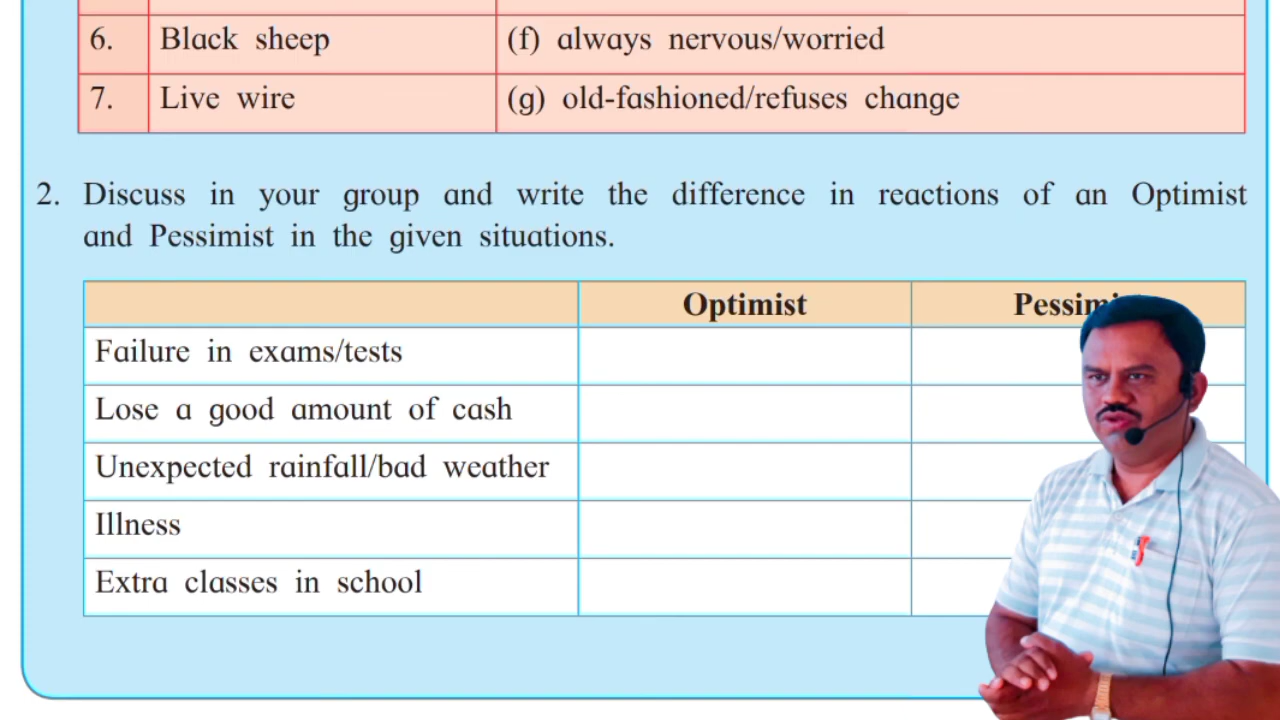 6. Black sheep (f) always nervous/worried
7. Live wire (g) old-fashioned/refuses change
2. Discuss in your group and write the difference in reactions of an Optimist
and Pessimist in the given situations.
Optimist
Failure in exams/tests
Lose a good amount of cash
Unexpected rainfall/bad weather
Illness
Extra classes in school